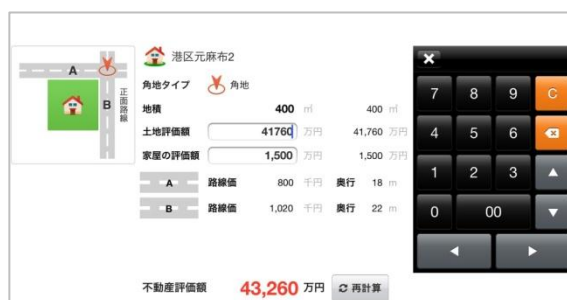 港区元麻布2
A
B
正面路線
角地タイプ 角地
地積 400 ㎡ 400 ㎡
土地評価額 41760 万円 41,760 万円
家屋の評価額 1,500 万円 1,500 万円
A 路線価 800 千円 奥行 18 m
B 路線価 1,020 千円 奥行 22 m
不動産評価額 43,260 万円 再計算
7 8 9 C
4 5 6
1 2 3
0 00